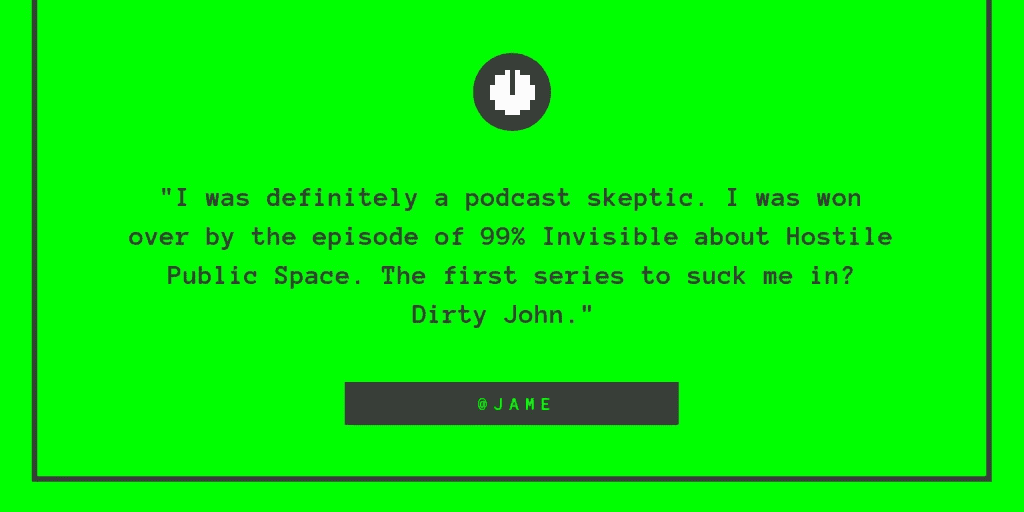 "I was definitely a podcast skeptic. I was won
over by the episode of 99% Invisible about Hostile
Public Space. The first series to suck me in?
Dirty John."
@JAME